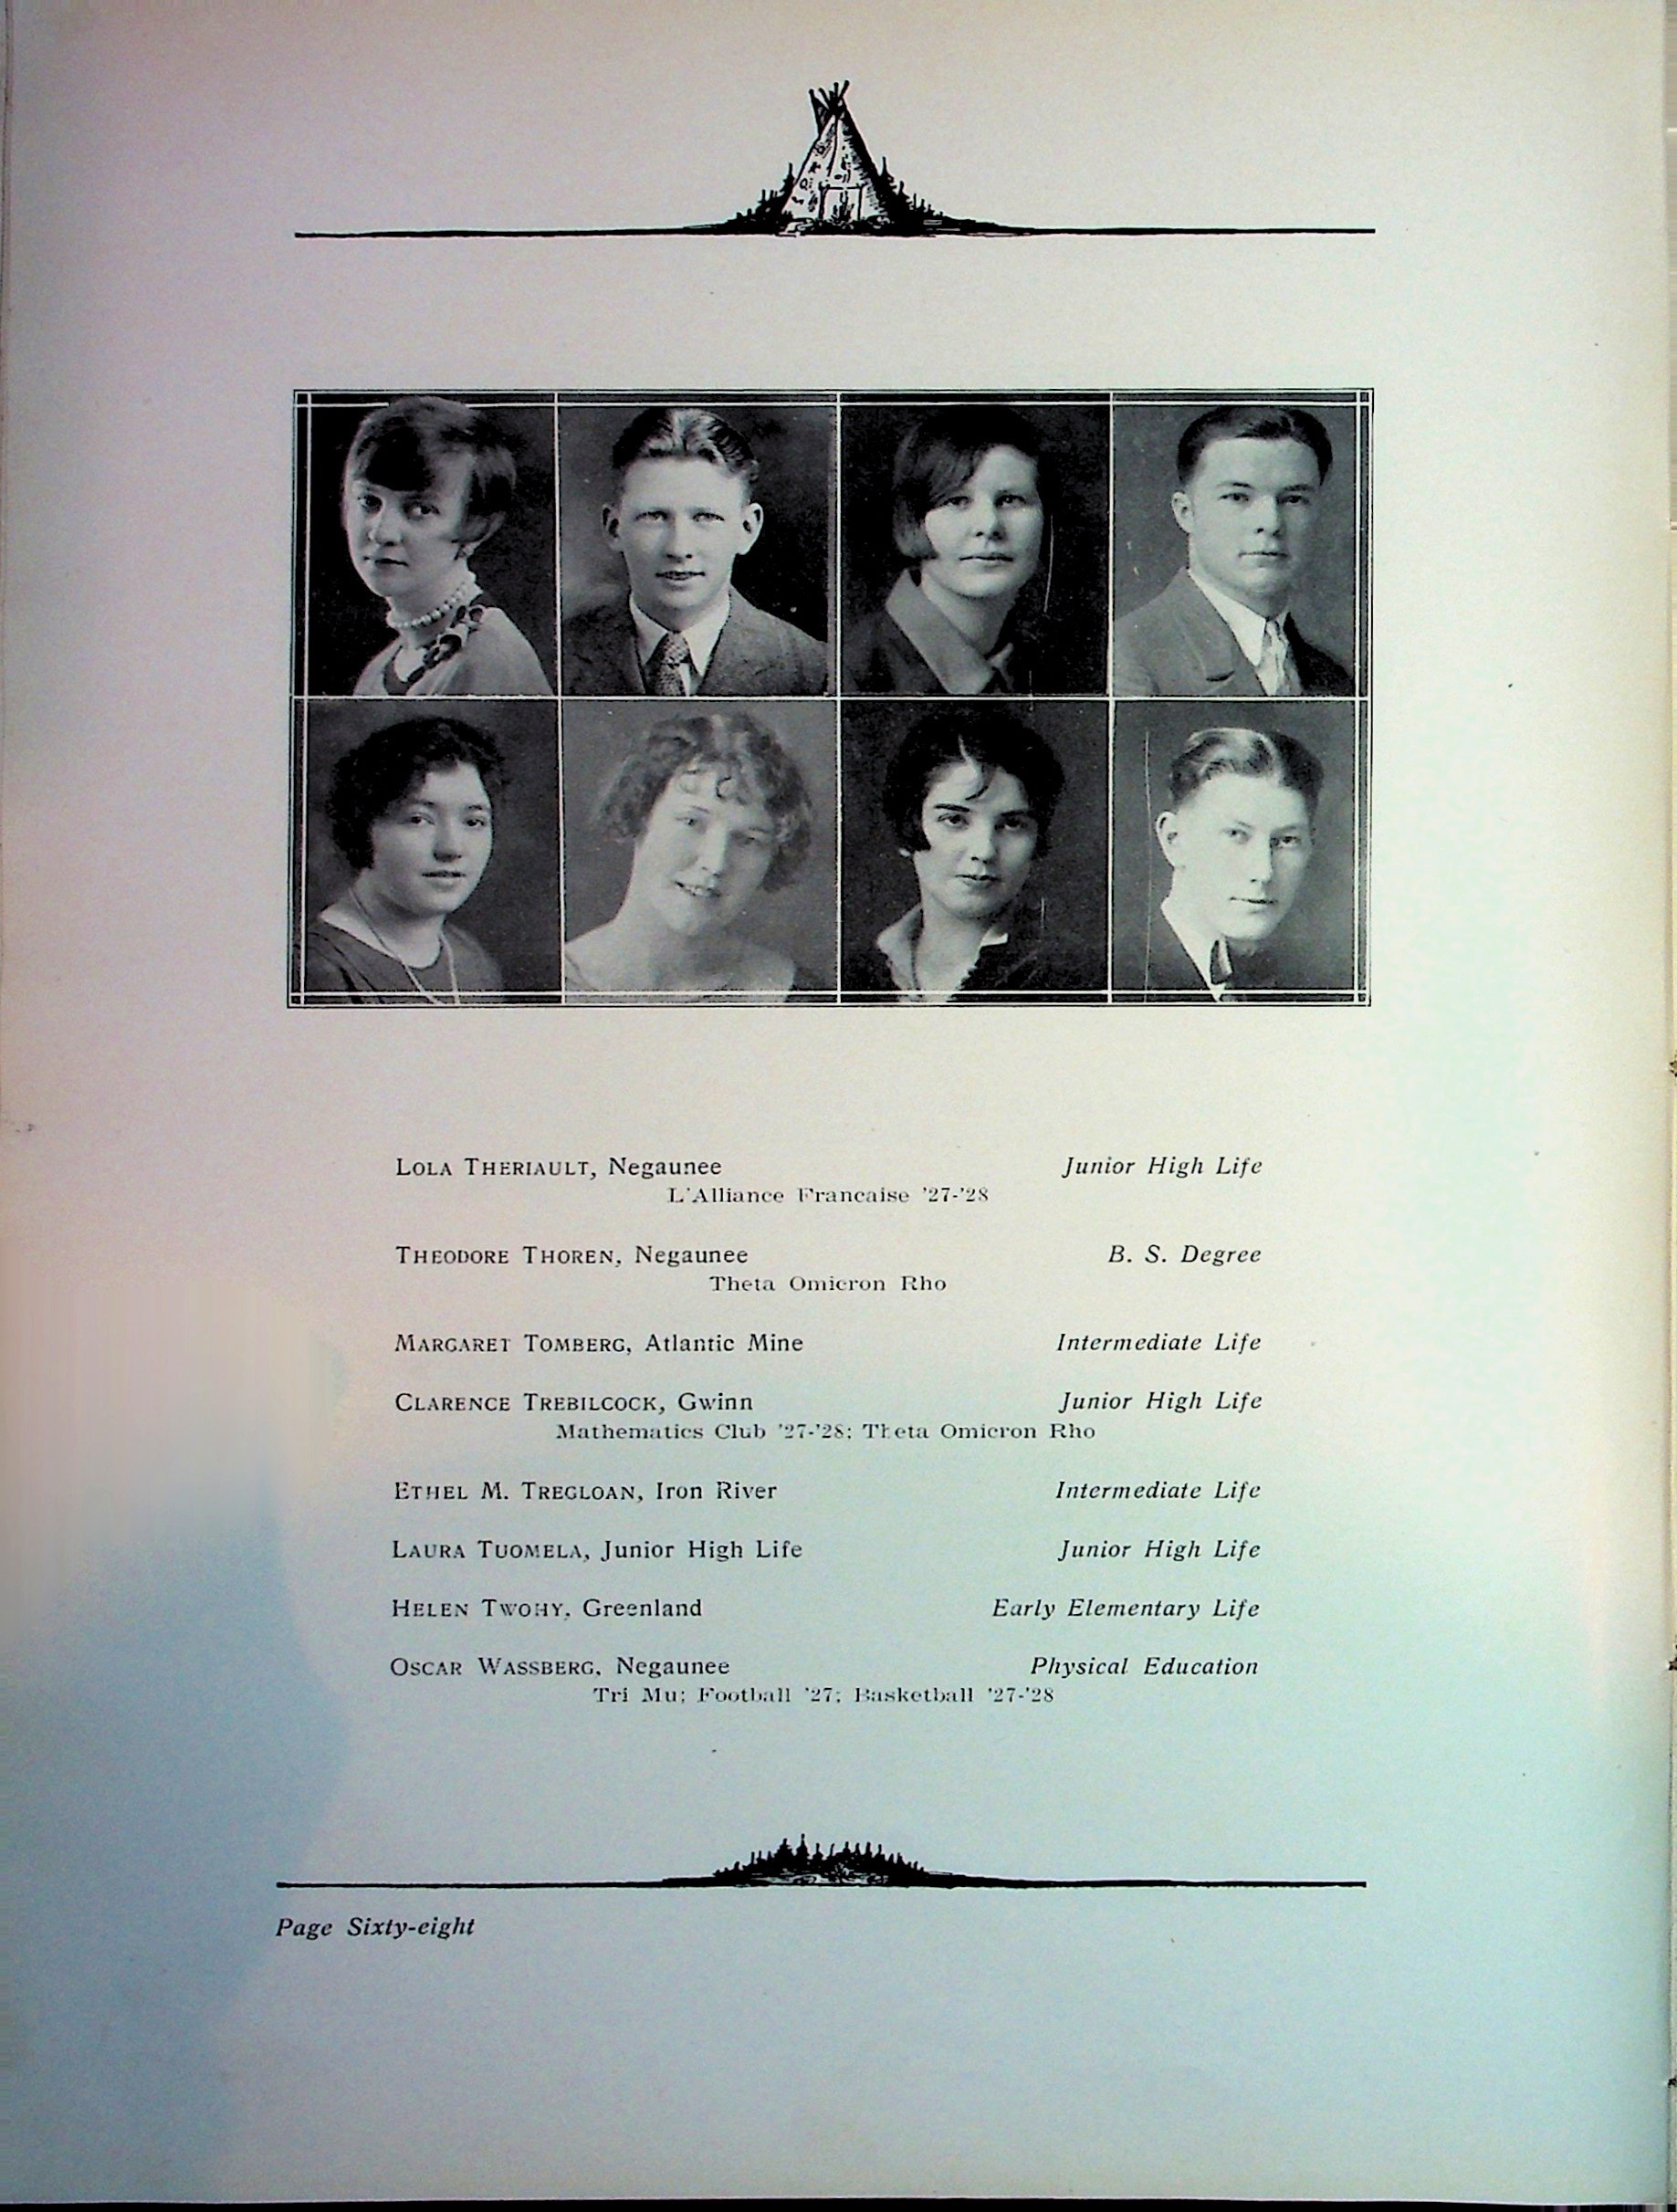 LOLA THERIAULT, Negaunee Junior High Life
L'Alliance Francaise '27-'28
THEODORE THOREN, Negaunee B. S. Degree
Theta Omicron Rho
MARGARET TOMBERG, Atlantic Mine Intermediate Life
CLARENCE TREBILCOCK, Gwinn Junior High Life
Mathematics Club '27-'28; Theta Omicron Rho
ETHEL M. TREGLOAN, Iron River Intermediate Life
LAURA TUOMELA, Junior High Life Junior High Life
HELEN TWOHY, Greenland Early Elementary Life
OSCAR WASSBERG, Negaunee Physical Education
Tri Mu; Football '27; Basketball '27-'28
Page Sixty-eight